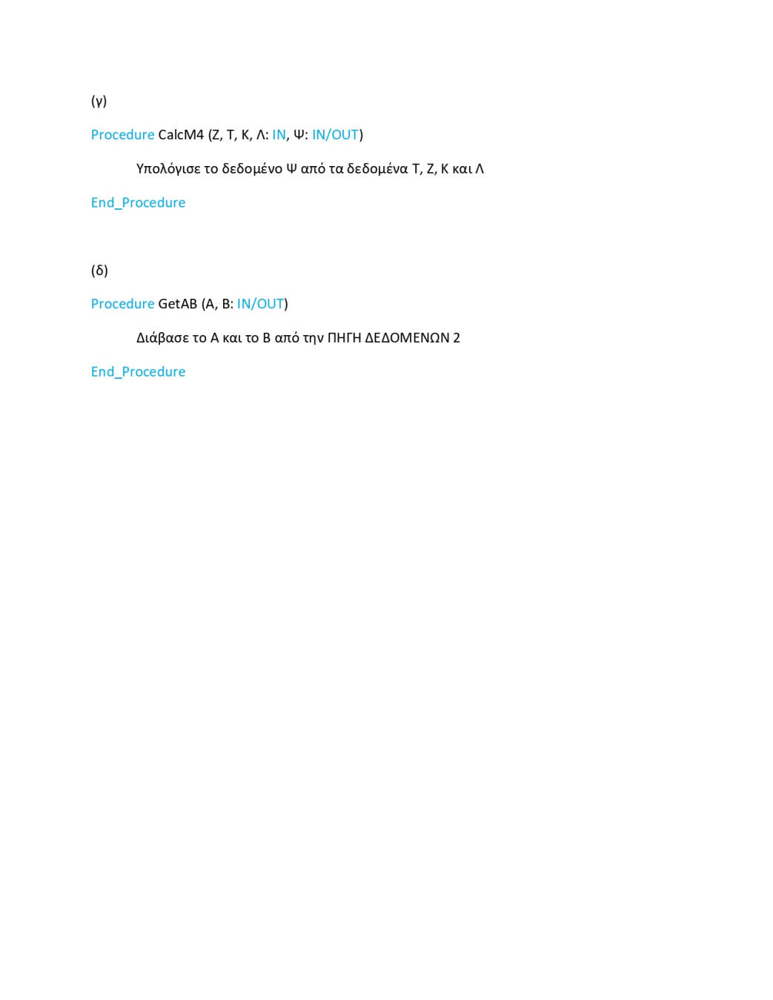 (γ)
Procedure CalcM4 (Ζ, Τ, Κ, Λ: IN, Ψ: IN/OUT)
Υπολόγισε το δεδομένο Ψ από τα δεδομένα Τ, Ζ, Κ και Λ
End_Procedure
(δ)
Procedure GetAB (Α, Β: IN/OUT)
Διάβασε το Α και το Β από την ΠΗΓΗ ΔΕΔΟΜΕΝΩΝ 2
End_Procedure